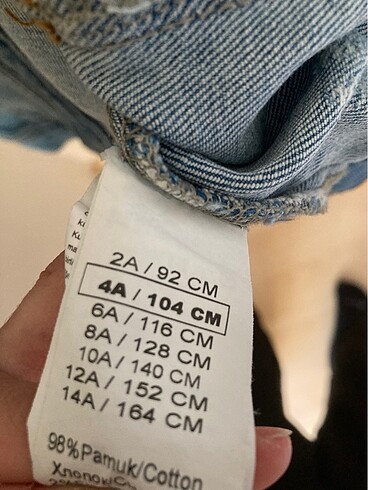 2A / 92 CM
4A / 104 CM
6A / 116 CM
8A / 128 CM
10A / 140 CM
12A / 152 CM
14A / 164 CM
98%Pamuk/Cotton